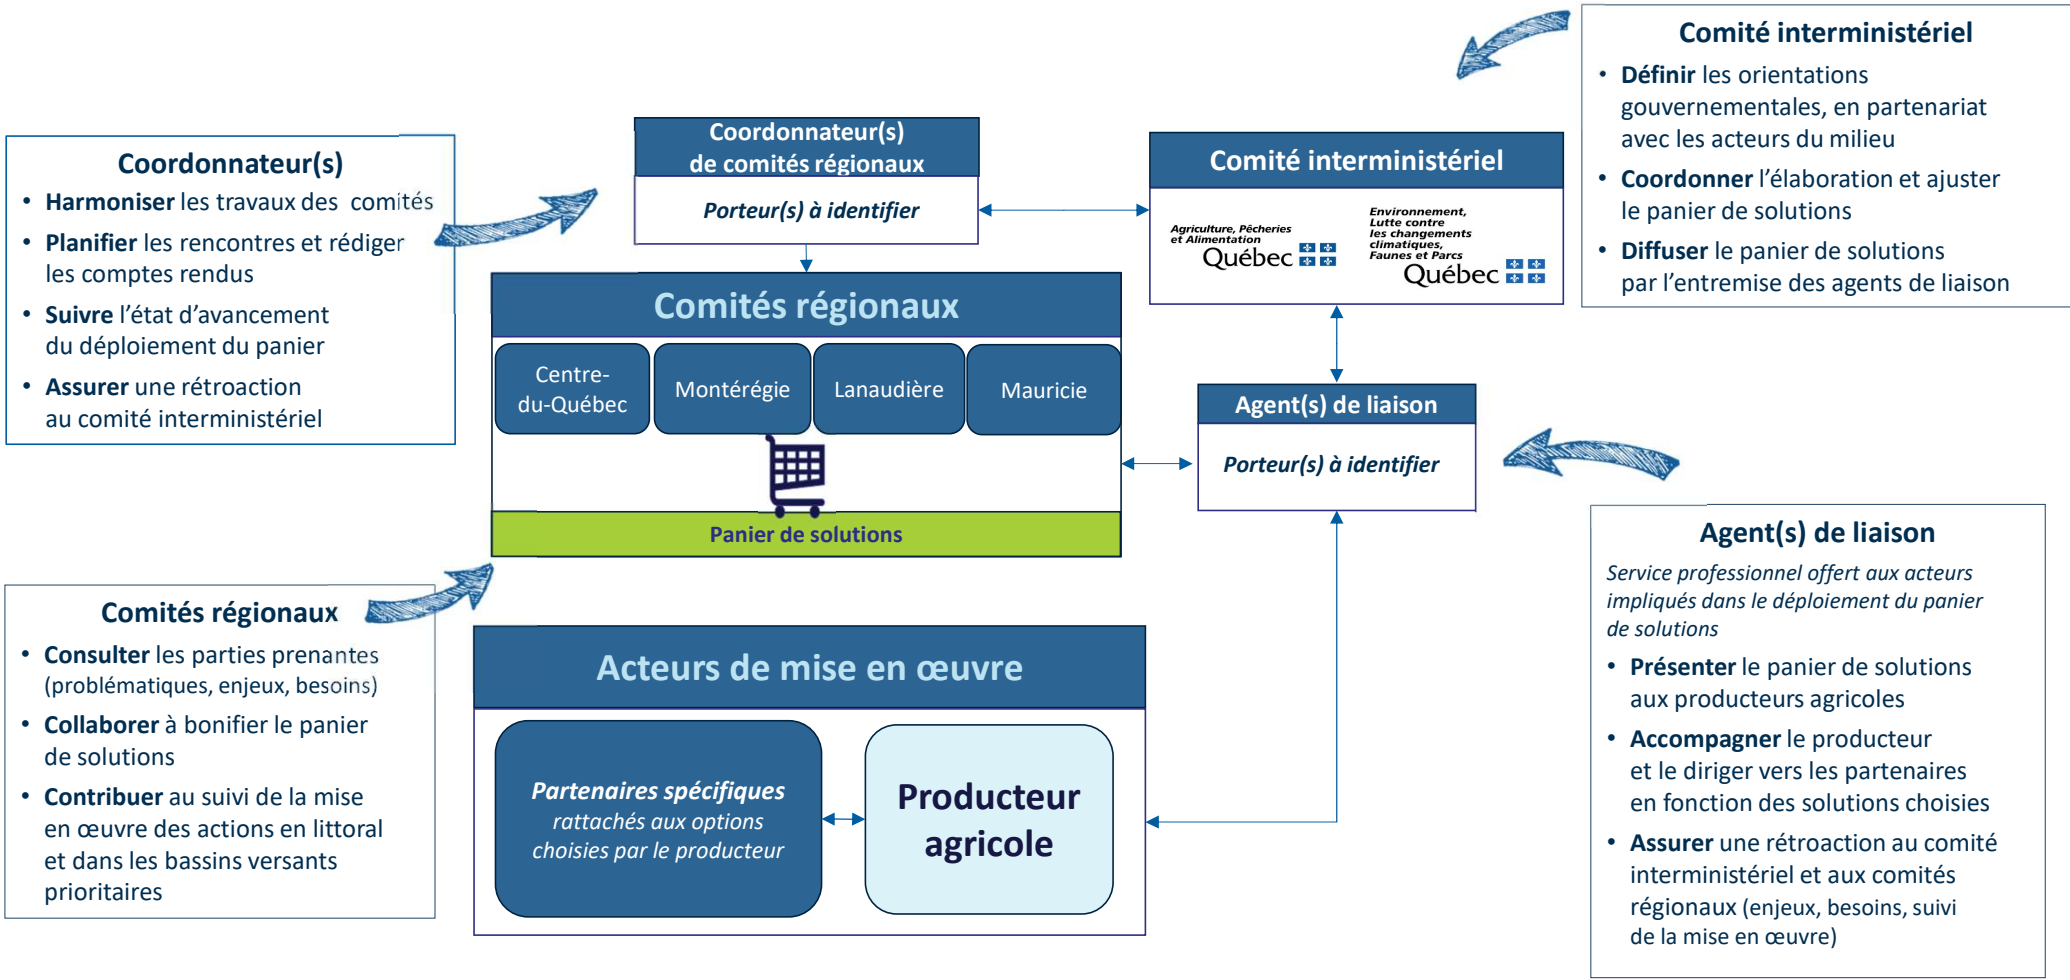 Coordonnateur(s)
• Harmoniser les travaux des comités
• Planifier les rencontres et rédiger
les comptes rendus
• Suivre l'état d'avancement
du déploiement du panier
• Assurer une rétroaction
au comité interministériel
Coordonnateur(s)
de comités régionaux
Porteur(s) à identifier
Comité interministériel
Agriculture, Pêcheries
et Alimentation
Québec
Environnement,
Lutte contre
les changements
climatiques,
Faunes et Parcs
Québec
Comité interministériel
• Définir les orientations
gouvernementales, en partenariat
avec les acteurs du milieu
• Coordonner l'élaboration et ajuster
le panier de solutions
• Diffuser le panier de solutions
par l'entremise des agents de liaison
Comités régionaux
Centre-
du-Québec
Montérégie
Lanaudière
Mauricie
Panier de solutions
Agent(s) de liaison
Porteur(s) à identifier
Comités régionaux
• Consulter les parties prenantes
(problématiques, enjeux, besoins)
• Collaborer à bonifier le panier
de solutions
• Contribuer au suivi de la mise
en œuvre des actions en littoral
et dans les bassins versants
prioritaires
Acteurs de mise en œuvre
Partenaires spécifiques
rattachés aux options
choisies par le producteur
Producteur
agricole
Agent(s) de liaison
Service professionnel offert aux acteurs
impliqués dans le déploiement du panier
de solutions
• Présenter le panier de solutions
aux producteurs agricoles
• Accompagner le producteur
et le diriger vers les partenaires
en fonction des solutions choisies
• Assurer une rétroaction au comité
interministériel et aux comités
régionaux (enjeux, besoins, suivi
de la mise en œuvre)